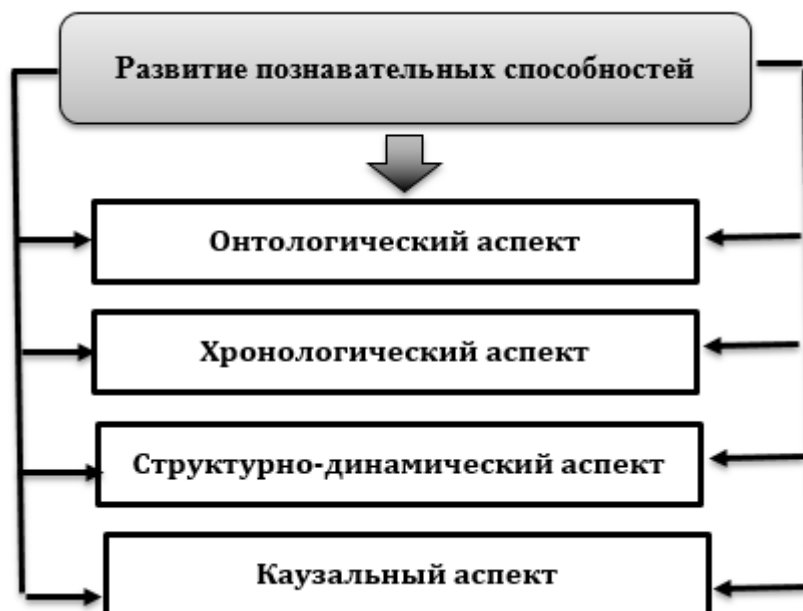 Развитие познавательных способностей
Онтологический аспект
Хронологический аспект
Структурно-динамический аспект
Каузальный аспект